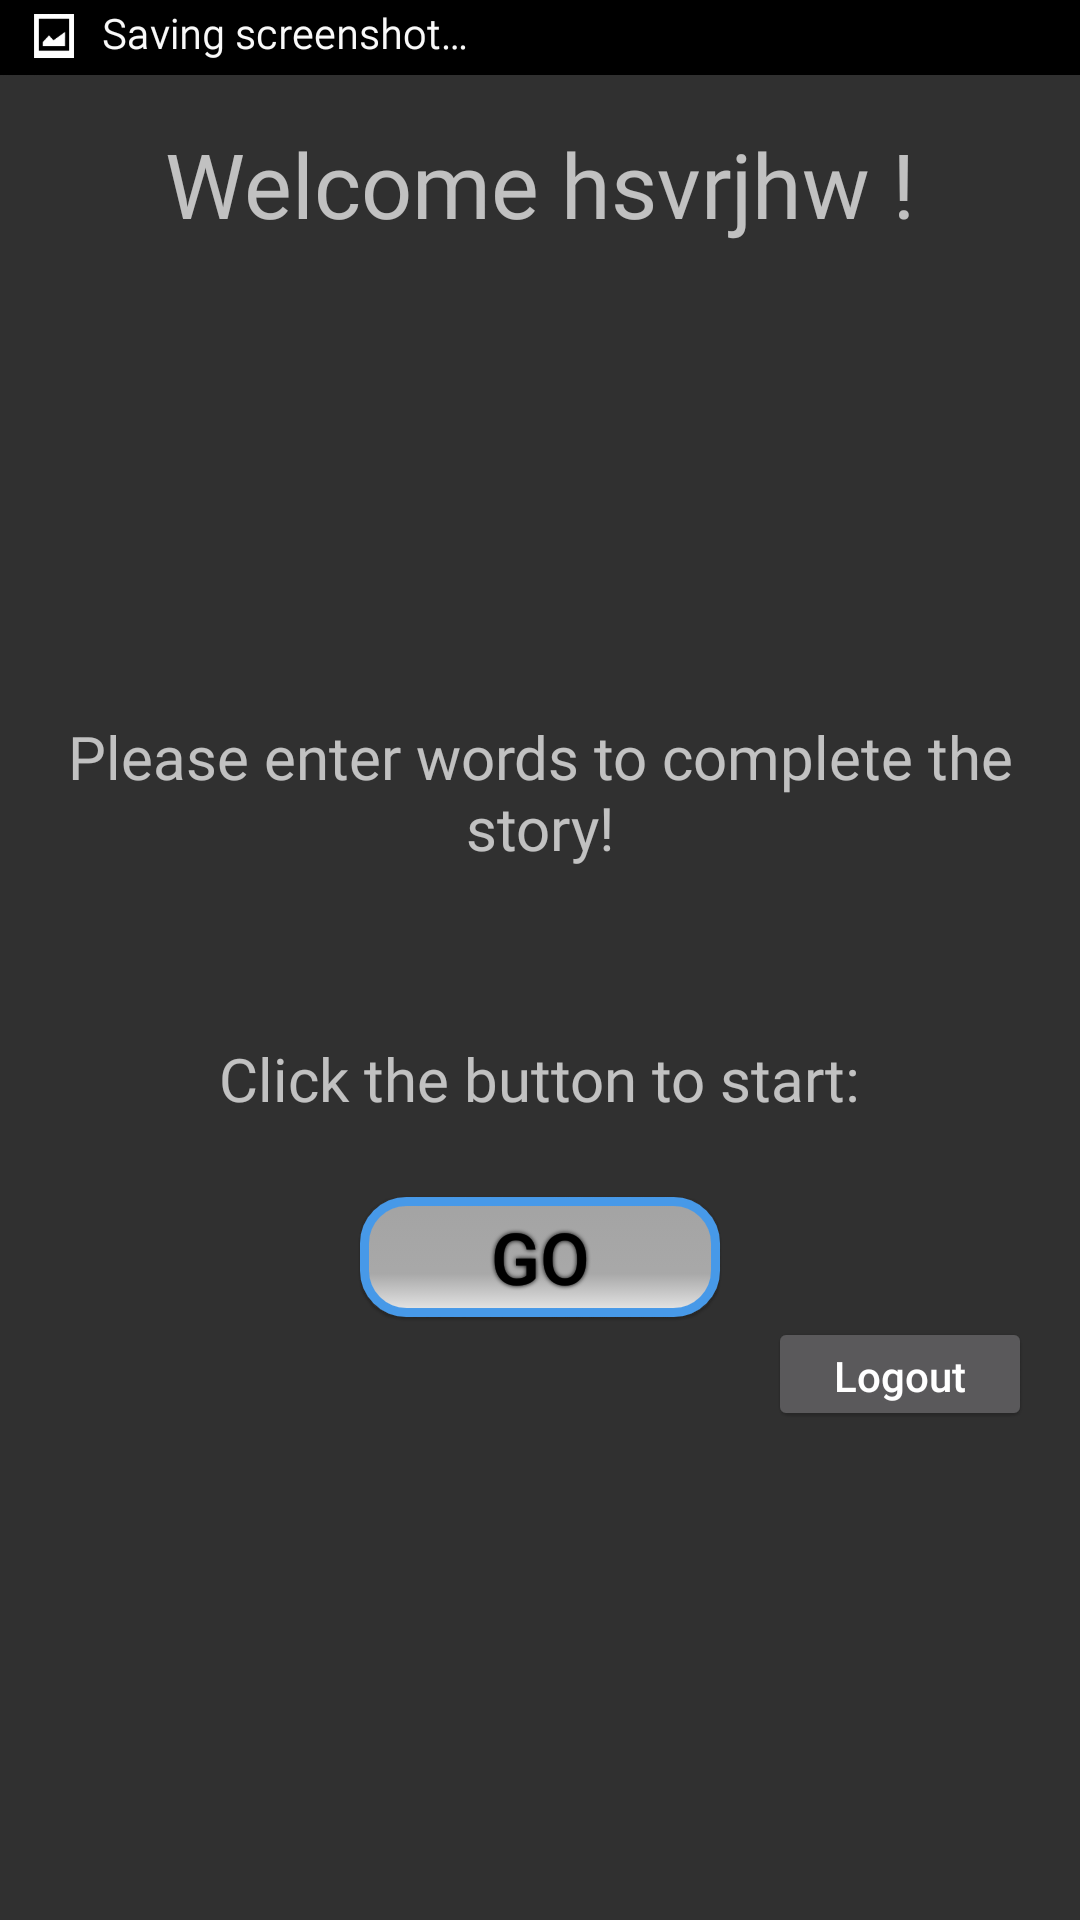 Saving screenshot...
Welcome hsvrjhw !
Please enter words to complete the
story!
Click the button to start:
GO
Logout